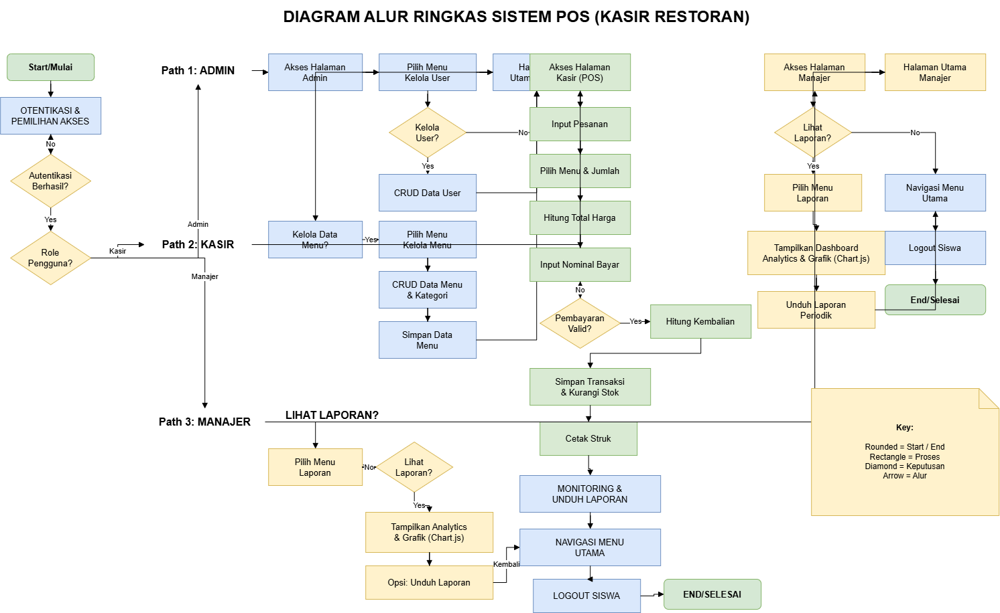 DIAGRAM ALUR RINGKAS SISTEM POS (KASIR RESTORAN)
Start/Mulai
OTENTIKASI &
PEMILIHAN AKSES
No
Autentikasi
Berhasil?
Yes
Role
Pengguna?
Kasir
Admin
Manajer
Path 1: ADMIN
Akses Halaman
Admin
Pilih Menu
Kelola User
Ha
Utam
Kelola
User?
No
Yes
CRUD Data User
Path 2: KASIR
Kelola Data
Menu?
Yes
Pilih Menu
Kelola Menu
CRUD Data Menu
& Kategori
Simpan Data
Menu
Akses Halaman
Kasir (POS)
Input Pesanan
Pilih Menu & Jumlah
Hitung Total Harga
Input Nominal Bayar
No
Pembayaran
Valid?
Yes
Hitung Kembalian
Simpan Transaksi
& Kurangi Stok
Cetak Struk
MONITORING &
UNDUH LAPORAN
NAVIGASI MENU
UTAMA
LOGOUT SISWA
END/SELESAI
Akses Halaman
Manajer
Halaman Utama
Manajer
Lihat
Laporan?
No
Yes
Pilih Menu
Laporan
Navigasi Menu
Utama
Tampilkan Dashboard
Analytics & Grafik (Chart.js)
Logout Siswa
Unduh Laporan
Periodik
End/Selesai
Path 3: MANAJER
LIHAT LAPORAN?
Pilih Menu
Laporan
No
Lihat
Laporan?
Yes
Tampilkan Analytics
& Grafik (Chart.js)
Opsi: Unduh Laporan
Kembali
Key:
Rounded = Start / End
Rectangle = Proses
Diamond = Keputusan
Arrow = Alur